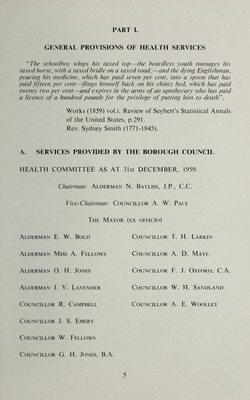 PART I.
GENERAL PROVISIONS OF HEALTH SERVICES
"The schoolboy whips his taxed top—the beardless youth manages his
taxed horse, with a taxed bridle on a taxed road;—and the dying Englishman,
pouring his medicine, which has paid seven per cent, into a spoon that has
paid fifteen per cent—flings himself back on his chintz bed, which has paid
twenty two per cent—and expires in the arms of an apothecary who has paid
a licence of a hundred pounds for the privilege of putting him to death".
Works (1859) vol.i. Review of Seybert's Statistical Annals
of the United States, p.291.
Rev. Sydney Smith (1771-1845).
A. SERVICES PROVIDED BY THE BOROUGH COUNCIL
HEALTH COMMITTEE AS AT 31st DECEMBER, 1959.
Chairman: Alderman N. Bayliss, J.P., C.C.
Vice-Chairman: Councillor A. W. Pace
The Mayor (ex officio)
Alderman E. W. Bold
Alderman Miss A. Fellows
Alderman O. H. Jones
Alderman J. V. Lavender
Councillor R. Campbell
Councillor J. S. Emery
Councillor W. Fellows
Councillor G. H. Jones, B.A.
Councillor T. H. Larkin
Councillor A. D. Maye
Councillor F. J. Oxford, C.A.
Councillor W. H. Sandland
Councillor A. E. Woolley
5